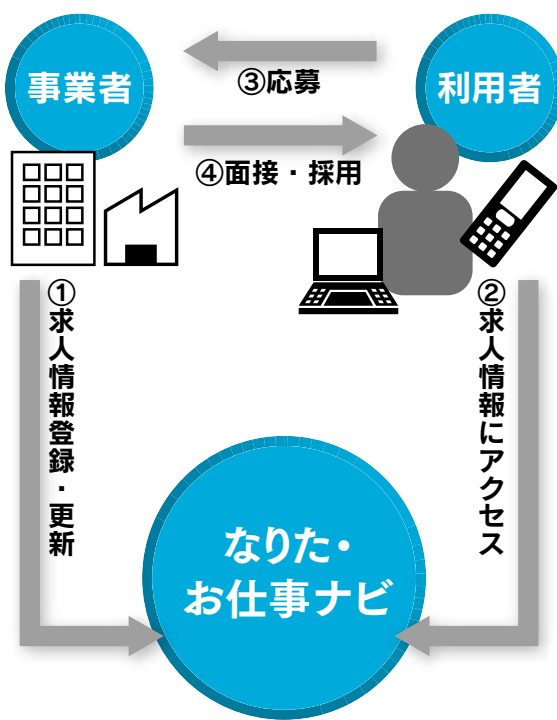 事業者
利用者
③応募
④面接・採用
①求人情報登録・更新
②求人情報にアクセス
なりた・
お仕事ナビ